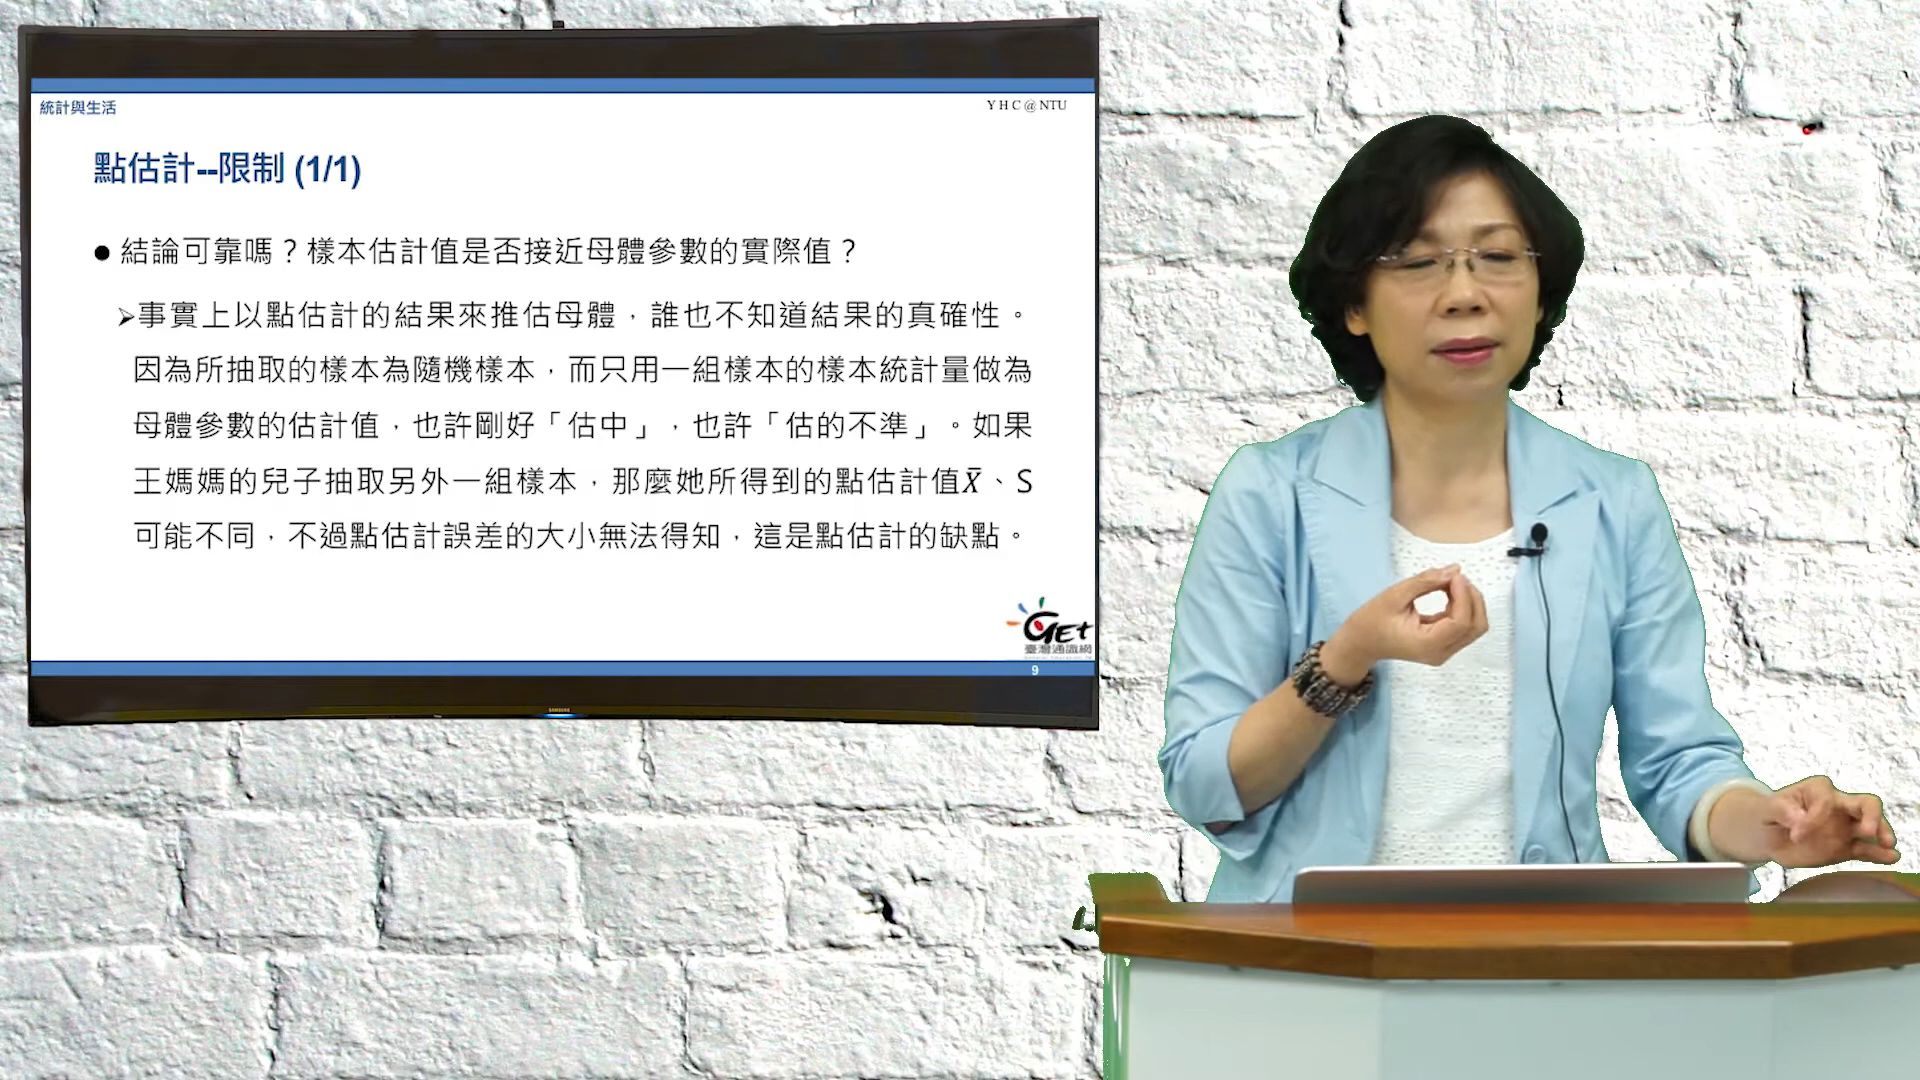 統計與生活
Y H C @ NTU
點估計--限制 (1/1)
● 結論可靠嗎？樣本估計值是否接近母體參數的實際值？
➢事實上以點估計的結果來推估母體，誰也不知道結果的真確性。
因為所抽取的樣本為隨機樣本，而只用一組樣本的樣本統計量做為
母體參數的估計值，也許剛好「估中」，也許「估的不準」。如果
王媽媽的兒子抽取另外一組樣本，那麼她所得到的點估計值X̄、S
可能不同，不過點估計誤差的大小無法得知，這是點估計的缺點。
GEt
臺灣通識網
9
SAMSUNG